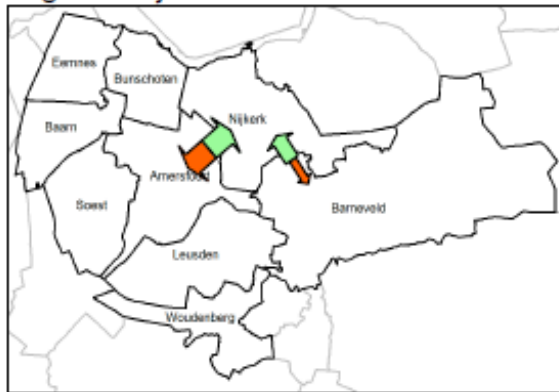 Eemnes
Bunschoten
Nijkerk
Baarn
Amersfoort
Soest
Barneveld
Leusden
Woudenberg